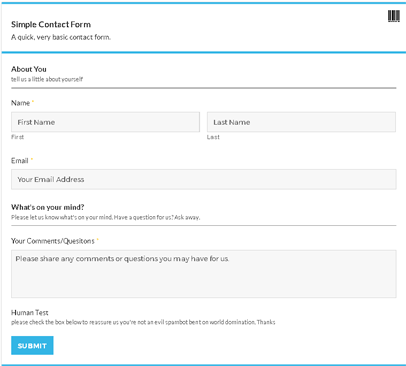 Simple Contact Form
A quick, very basic contact form.
About You
tell us a little about yourself
Name *
First Name Last Name
First Last
Email *
Your Email Address
What's on your mind?
Please let us know what's on your mind. Have a question for us? Ask away.
Your Comments/Quesitons *
Please share any comments or questions you may have for us.
Human Test
please check the box below to reassure us you're not an evil spambot bent on world domination. Thanks
SUBMIT